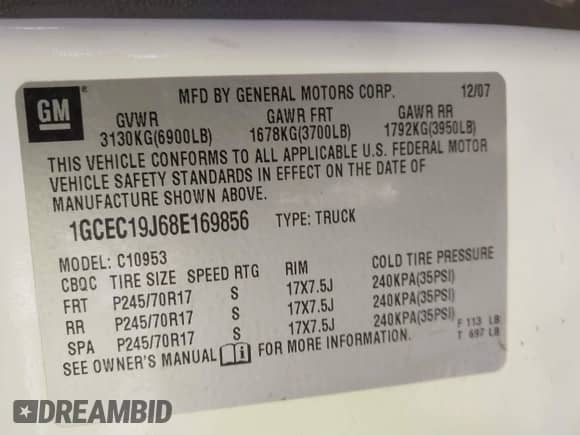 GM
®
MFD BY GENERAL MOTORS CORP. 12/07
GVWR GAWR FRT GAWR RR
3130KG(6900LB) 1678KG(3700LB) 1792KG(3950LB)
THIS VEHICLE CONFORMS TO ALL APPLICABLE U.S. FEDERAL MOTOR
VEHICLE SAFETY STANDARDS IN EFFECT ON THE DATE OF
MANUFACTURE SHOWN ABOVE.
1GCEC19J68E169856 TYPE: TRUCK
MODEL: C10953
CBQC TIRE SIZE SPEED RTG RIM COLD TIRE PRESSURE
FRT P245/70R17 S 17X7.5J 240KPA(35PSI)
RR P245/70R17 S 17X7.5J 240KPA(35PSI)
SPA P245/70R17 S 17X7.5J 240KPA(35PSI)
F 113 LB
T 697 LB
SEE OWNER'S MANUAL FOR MORE INFORMATION.
DREAMBID